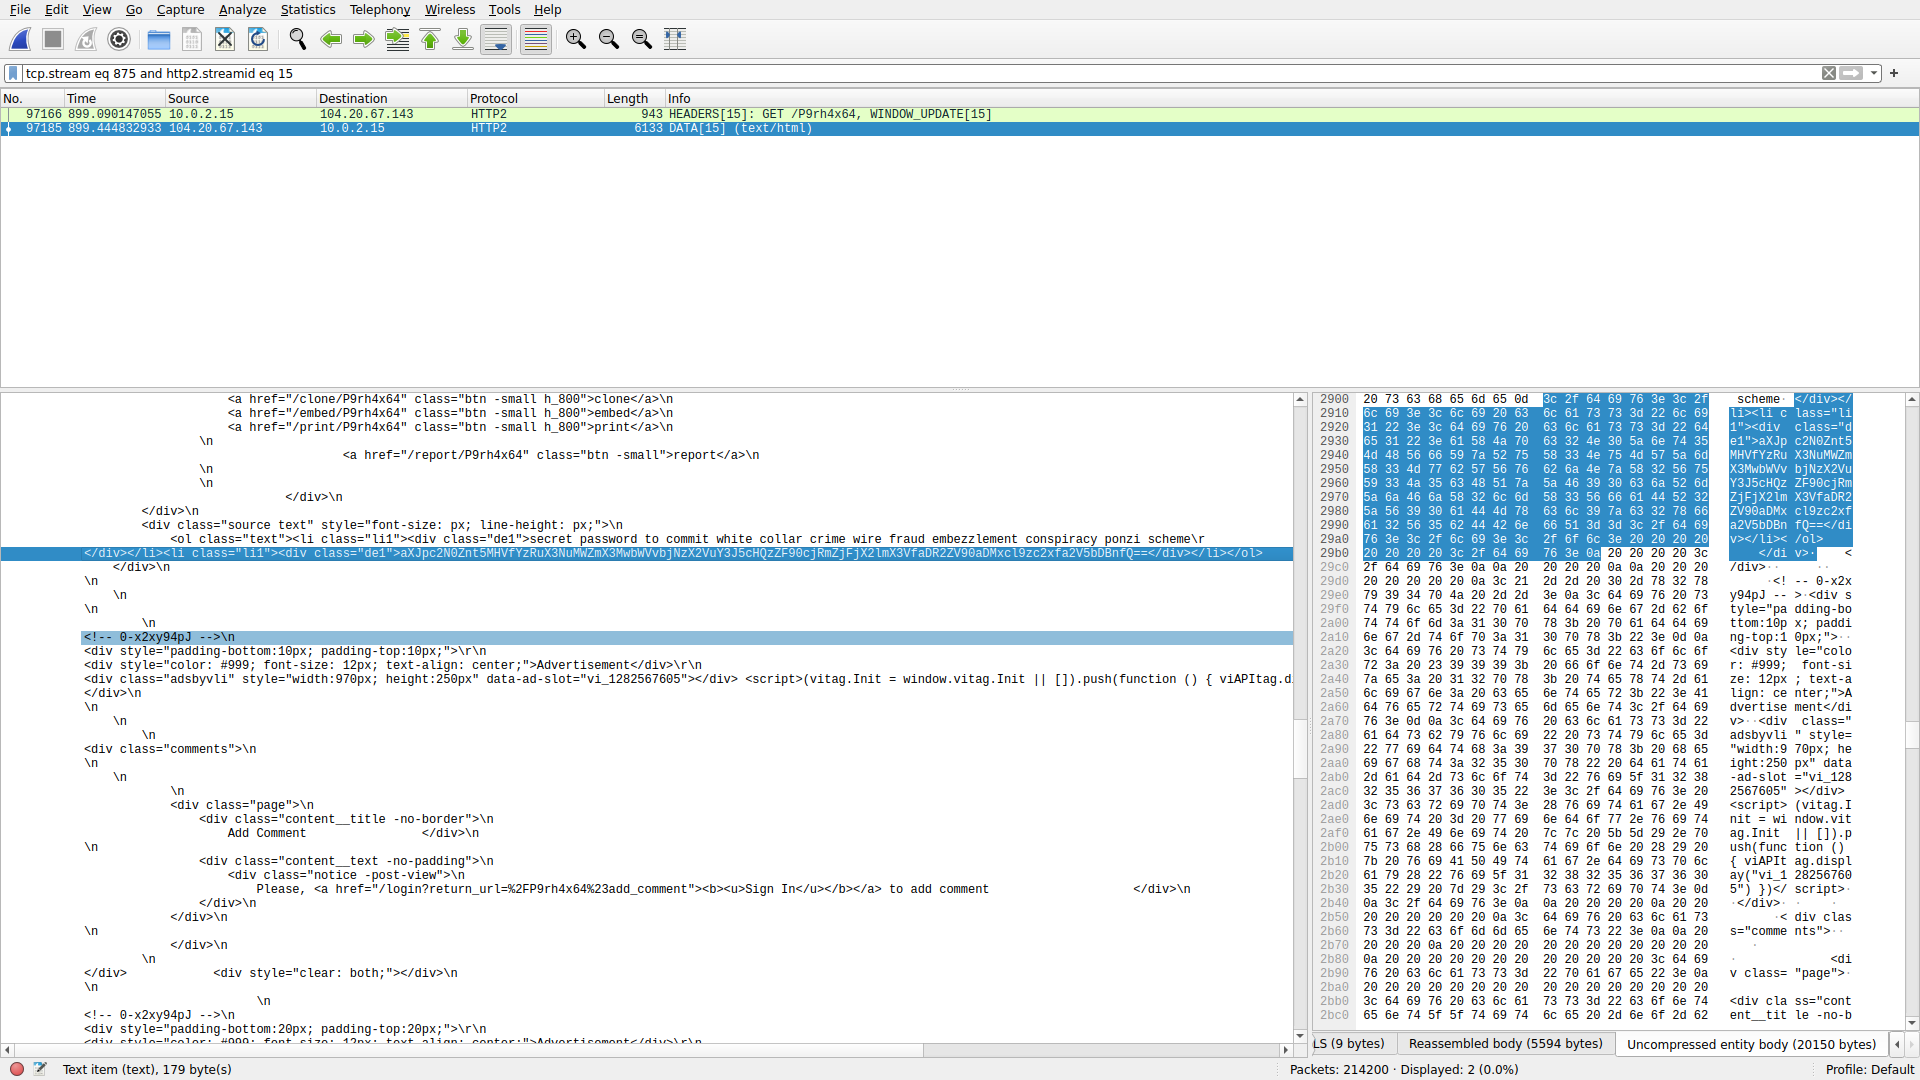 File Edit View Go Capture Analyze Statistics Telephony Wireless Tools Help
tcp.stream eq 875 and http2.streamid eq 15
No. Time Source Destination Protocol Length Info
97166 899.090147055 10.0.2.15 104.20.67.143 HTTP2 943 HEADERS[15]: GET /P9rh4x64, WINDOW_UPDATE[15]
97185 899.444832933 104.20.67.143 10.0.2.15 HTTP2 6133 DATA[15] (text/html)
<a href="/clone/P9rh4x64" class="btn -small h_800">clone</a>\n
<a href="/embed/P9rh4x64" class="btn -small h_800">embed</a>\n
<a href="/print/P9rh4x64" class="btn -small h_800">print</a>\n
\n
<a href="/report/P9rh4x64" class="btn -small">report</a>\n
\n
\n
</div>\n
</div>\n
<div class="source text" style="font-size: px; line-height: px;">\n
<ol class="text"><li class="li1"><div class="de1">secret password to commit white collar crime wire fraud embezzlement conspiracy ponzi scheme\r
</div></li><li class="li1"><div class="de1">aXJpc2N0Znt5MHVfYzRuX3NuMWZmX3MwbWVvbjNzX2VuY3J5cHQzZF90cjRmZjFjX2lmX3VfaDR2ZV90aDMxcl9zc2xfa2V5bDBnfQ==</div></li></ol>
</div>\n
\n
\n
\n
\n
<!-- 0-x2xy94pJ -->\n
<div style="padding-bottom:10px; padding-top:10px;">\r\n
<div style="color: #999; font-size: 12px; text-align: center;">Advertisement</div>\r\n
<div class="adsbyvli" style="width:970px; height:250px" data-ad-slot="vi_1282567605"></div> <script>(vitag.Init = window.vitag.Init || []).push(function () { viAPItag.d
</div>\n
\n
\n
\n
<div class="comments">\n
\n
\n
\n
<div class="page">\n
<div class="content__title -no-border">\n
Add Comment </div>\n
\n
<div class="content__text -no-padding">\n
<div class="notice -post-view">\n
Please, <a href="/login?return_url=%2FP9rh4x64%23add_comment"><b><u>Sign In</u></b></a> to add comment </div>\n
</div>\n
</div>\n
\n
</div>\n
\n
</div> <div style="clear: both;"></div>\n
\n
\n
<!-- 0-x2xy94pJ -->\n
<div style="padding-bottom:20px; padding-top:20px;">\r\n
<div style="color: #999; font-size: 12px; text-align: center;">Advertisement</div>\r\n
2900 20 73 63 68 65 6d 65 0d 3c 2f 64 69 76 3e 3c 2f scheme· </div></
2910 6c 69 3e 3c 6c 69 20 63 6c 61 73 73 3d 22 6c 69 li><li c lass="li
2920 31 22 3e 3c 64 69 76 20 63 6c 61 73 73 3d 22 64 1"><div class="d
2930 65 31 22 3e 61 58 4a 70 63 32 4e 30 5a 6e 74 35 e1">aXJp c2N0Znt5
2940 4d 48 56 66 59 7a 52 75 58 33 4e 75 4d 57 5a 6d MHVfYzRu X3NuMWZm
2950 58 33 4d 77 62 57 56 76 62 6a 4e 7a 58 32 56 75 X3MwbWVv bjNzX2Vu
2960 59 33 4a 35 63 48 51 7a 5a 46 39 30 63 6a 52 6d Y3J5cHQz ZF90cjRm
2970 5a 6a 46 6a 58 32 6c 6d 58 33 56 66 61 44 52 32 ZjFjX2lm X3VfaDR2
2980 5a 56 39 30 61 44 4d 78 63 6c 39 7a 63 32 78 66 ZV90aDMx cl9zc2xf
2990 61 32 56 35 62 44 42 6e 66 51 3d 3d 3c 2f 64 69 a2V5bDBn fQ==</di
29a0 76 3e 3c 2f 6c 69 3e 3c 2f 6f 6c 3e 20 20 20 20 v></li>< /ol>
29b0 20 20 20 20 3c 2f 64 69 76 3e 0a 20 20 20 20 3c </di v>· <
29c0 2f 64 69 76 3e 0a 0a 20 20 20 20 0a 0a 20 20 20 /div>·· ··
29d0 20 20 20 20 20 0a 3c 21 2d 2d 20 30 2d 78 32 78 ·<! -- 0-x2x
29e0 79 39 34 70 4a 20 2d 2d 3e 0a 3c 64 69 76 20 73 y94pJ -- >·<div s
29f0 74 79 6c 65 3d 22 70 61 64 64 69 6e 67 2d 62 6f tyle="pa dding-bo
2a00 74 74 6f 6d 3a 31 30 70 78 3b 20 70 61 64 64 69 ttom:10p x; paddi
2a10 6e 67 2d 74 6f 70 3a 31 30 70 78 3b 22 3e 0d 0a ng-top:1 0px;">··
2a20 3c 64 69 76 20 73 74 79 6c 65 3d 22 63 6f 6c 6f <div sty le="colo
2a30 72 3a 20 23 39 39 39 3b 20 66 6f 6e 74 2d 73 69 r: #999; font-si
2a40 7a 65 3a 20 31 32 70 78 3b 20 74 65 78 74 2d 61 ze: 12px ; text-a
2a50 6c 69 67 6e 3a 20 63 65 6e 74 65 72 3b 22 3e 41 lign: ce nter;">A
2a60 64 76 65 72 74 69 73 65 6d 65 6e 74 3c 2f 64 69 dvertise ment</di
2a70 76 3e 0d 0a 3c 64 69 76 20 63 6c 61 73 73 3d 22 v>··<div class="
2a80 61 64 73 62 79 76 6c 69 22 20 73 74 79 6c 65 3d adsbyvli " style=
2a90 22 77 69 64 74 68 3a 39 37 30 70 78 3b 20 68 65 "width:9 70px; he
2aa0 69 67 68 74 3a 32 35 30 70 78 22 20 64 61 74 61 ight:250 px" data
2ab0 2d 61 64 2d 73 6c 6f 74 3d 22 76 69 5f 31 32 38 -ad-slot ="vi_128
2ac0 32 35 36 37 36 30 35 22 3e 3c 2f 64 69 76 3e 20 2567605" ></div>
2ad0 3c 73 63 72 69 70 74 3e 28 76 69 74 61 67 2e 49 <script> (vitag.I
2ae0 6e 69 74 20 3d 20 77 69 6e 64 6f 77 2e 76 69 74 nit = wi ndow.vit
2af0 61 67 2e 49 6e 69 74 20 7c 7c 20 5b 5d 29 2e 70 ag.Init || []).p
2b00 75 73 68 28 66 75 6e 63 74 69 6f 6e 20 28 29 20 ush(func tion ()
2b10 7b 20 76 69 41 50 49 74 61 67 2e 64 69 73 70 6c { viAPIt ag.displ
2b20 61 79 28 22 76 69 5f 31 32 38 32 35 36 37 36 30 ay("vi_1 28256760
2b30 35 22 29 20 7d 29 3c 2f 73 63 72 69 70 74 3e 0d 5") })</ script>·
2b40 0a 3c 2f 64 69 76 3e 0a 0a 20 20 20 20 0a 20 20 ·</div>· · ·
2b50 20 20 20 20 20 20 0a 3c 64 69 76 20 63 6c 61 73 ·< div clas
2b60 73 3d 22 63 6f 6d 6d 65 6e 74 73 22 3e 0a 0a 20 s="comme nts">··
2b70 20 20 20 0a 20 20 20 20 20 20 20 20 20 20 20 20 ·
2b80 0a 20 20 20 20 20 20 20 20 20 20 20 20 3c 64 69 · <di
2b90 76 20 63 6c 61 73 73 3d 22 70 61 67 65 22 3e 0a v class= "page">·
2ba0 20 20 20 20 20 20 20 20 20 20 20 20 20 20 20 20
2bb0 3c 64 69 76 20 63 6c 61 73 73 3d 22 63 6f 6e 74 <div cla ss="cont
2bc0 65 6e 74 5f 5f 74 69 74 6c 65 20 2d 6e 6f 2d 62 ent__tit le -no-b
LS (9 bytes) Reassembled body (5594 bytes) Uncompressed entity body (20150 bytes)
Text item (text), 179 byte(s) Packets: 214200 · Displayed: 2 (0.0%) Profile: Default